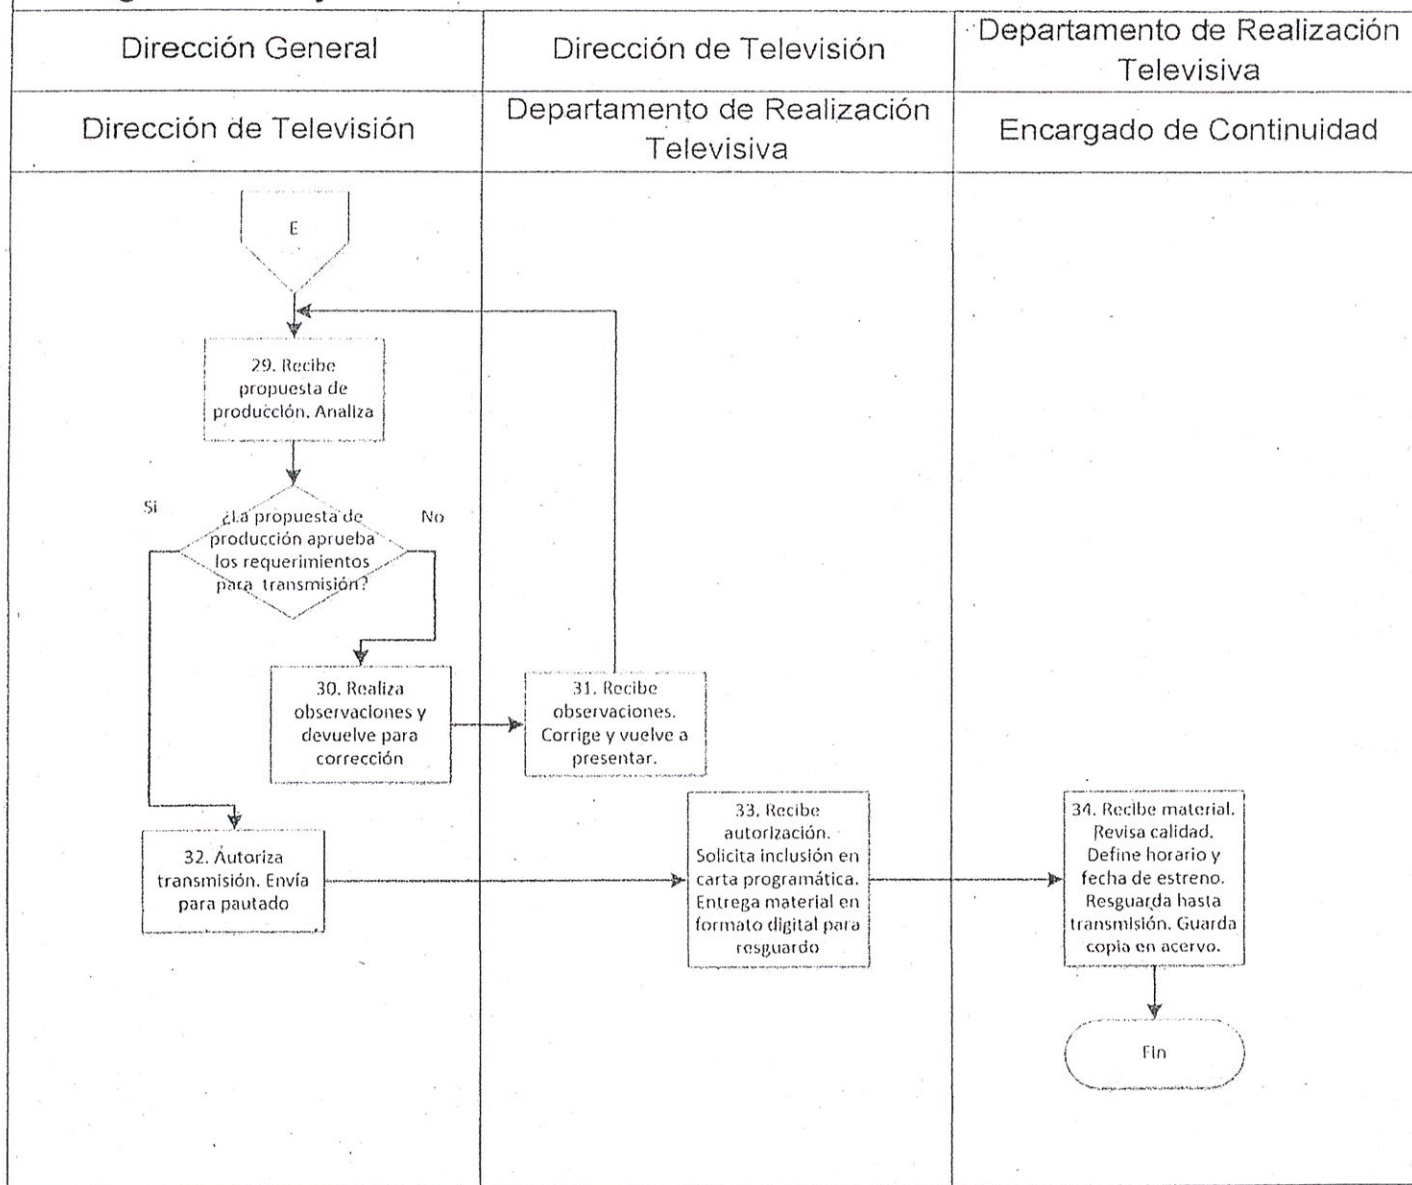 Dirección General
Dirección de Televisión
Departamento de Realización
Televisiva
Dirección de Televisión
Departamento de Realización
Televisiva
Encargado de Continuidad
E
29. Recibe
propuesta de
producción. Analiza
Si
No
¿La propuesta de
producción aprueba
los requerimientos
para transmisión?
30. Realiza
observaciones y
devuelve para
corrección
31. Recibe
observaciones.
Corrige y vuelve a
presentar.
32. Autoriza
transmisión. Envía
para pautado
33. Recibe
autorización.
Solicita inclusión en
carta programática.
Entrega material en
formato digital para
resguardo
34. Recibe material.
Revisa calidad.
Define horario y
fecha de estreno.
Resguarda hasta
transmisión. Guarda
copia en acervo.
Fin